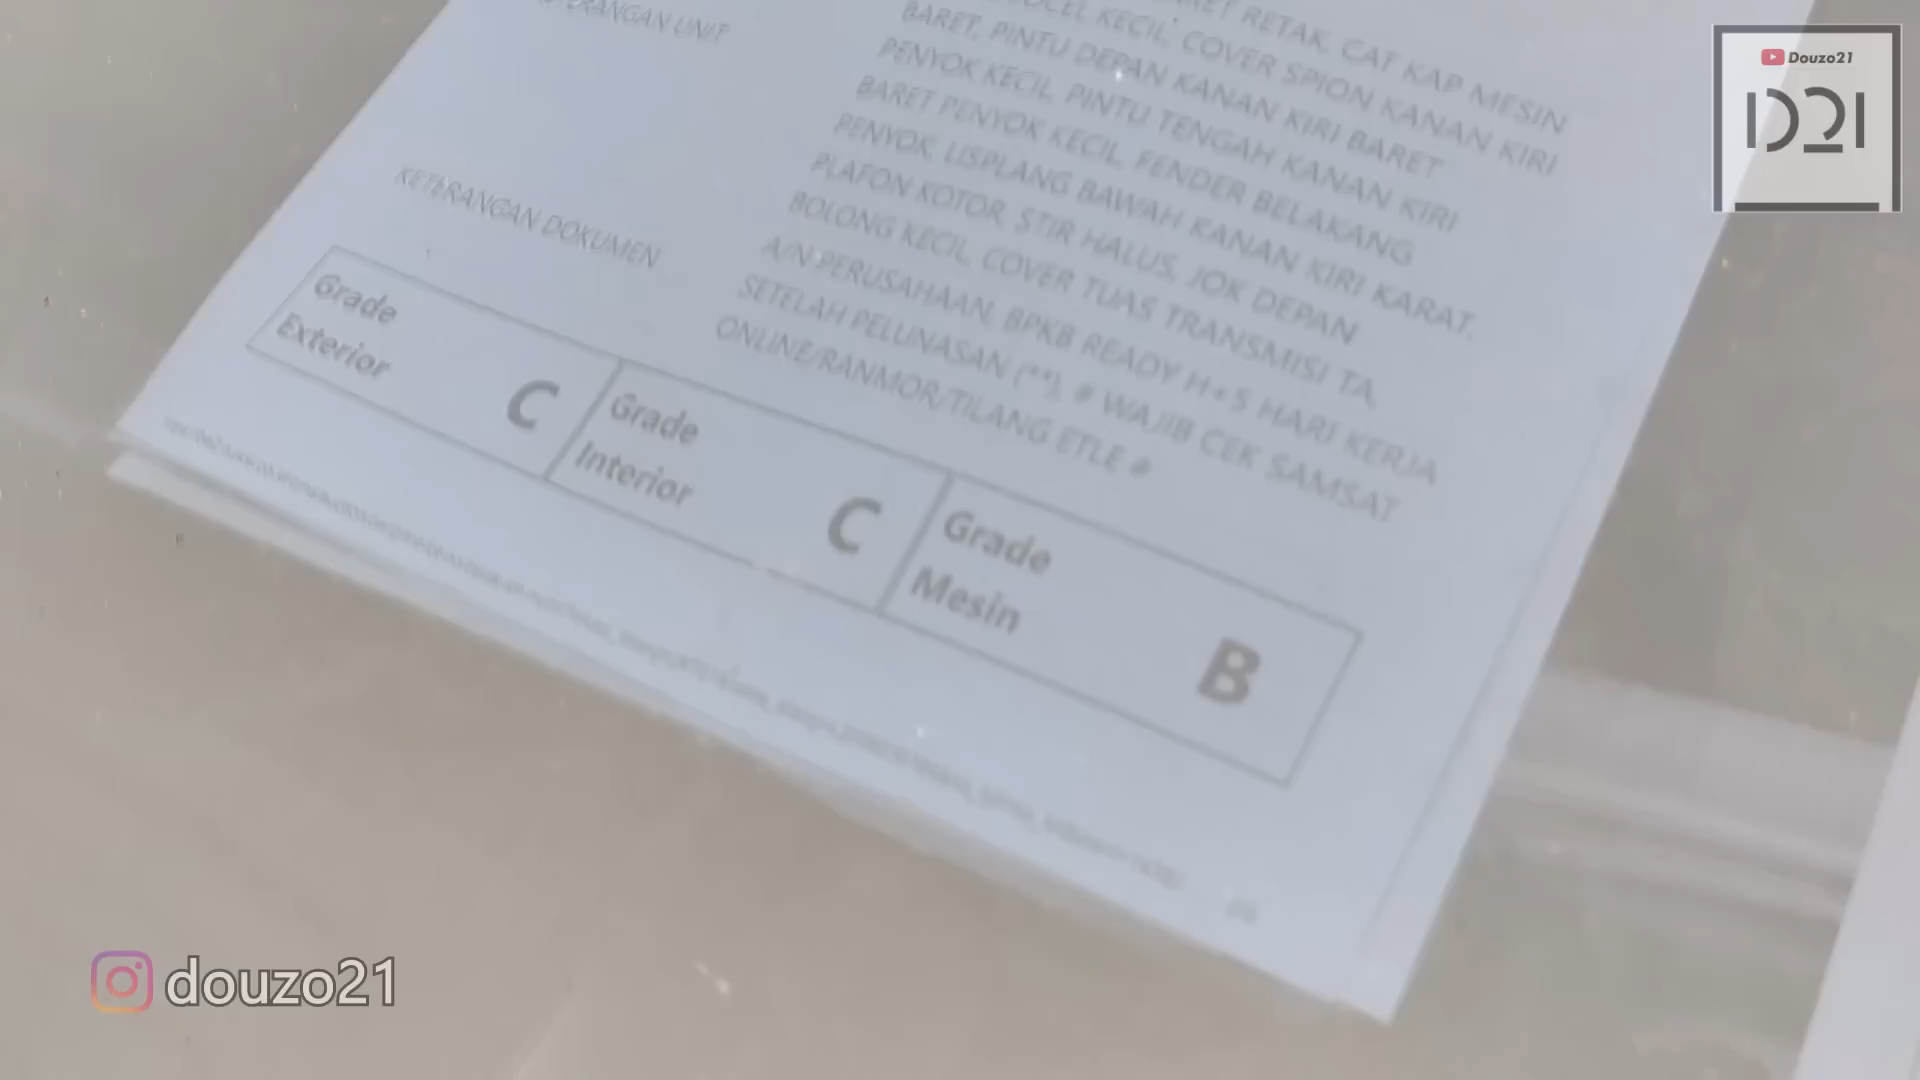 RETAK, CAT KAP MESIN
KECIL, COVER SPION KANAN KIRI
BARET, PINTU DEPAN KANAN KIRI BARET
PENYOK KECIL, PINTU TENGAH KANAN KIRI
BARET PENYOK KECIL, FENDER BELAKANG
PENYOK, LISPLANG BAWAH KANAN KIRI KARAT,
PLAFON KOTOR, STIR HALUS, JOK DEPAN
BOLONG KECIL, COVER TUAS TRANSMISI TA,
KETERANGAN DOKUMEN
A/N PERUSAHAAN, BPKB READY H+5 HARI KERJA
SETELAH PELUNASAN (**), # WAJIB CEK SAMSAT
ONLINE/RANMOR/TILANG ETLE #
Grade
Exterior
C
Grade
Interior
C
Grade
Mesin
B
Douzo21
D21
douzo21